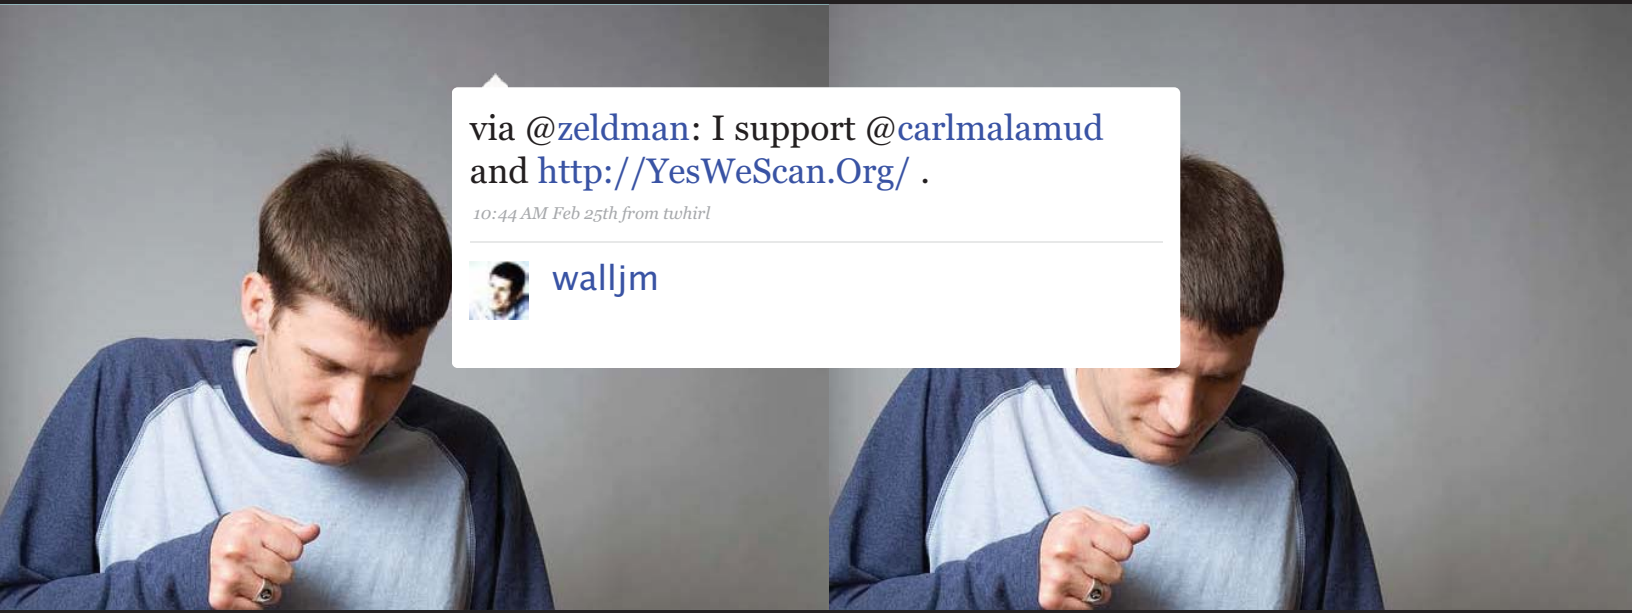 via @zeldman: I support @carlmalamud
and http://YesWeScan.Org/ .
10:44 AM Feb 25th from twhirl
walljm